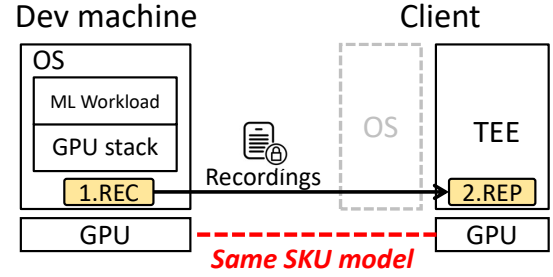 Dev machine
Client
OS
ML Workload
GPU stack
1.REC
Recordings
OS
TEE
2.REP
GPU
Same SKU model
GPU